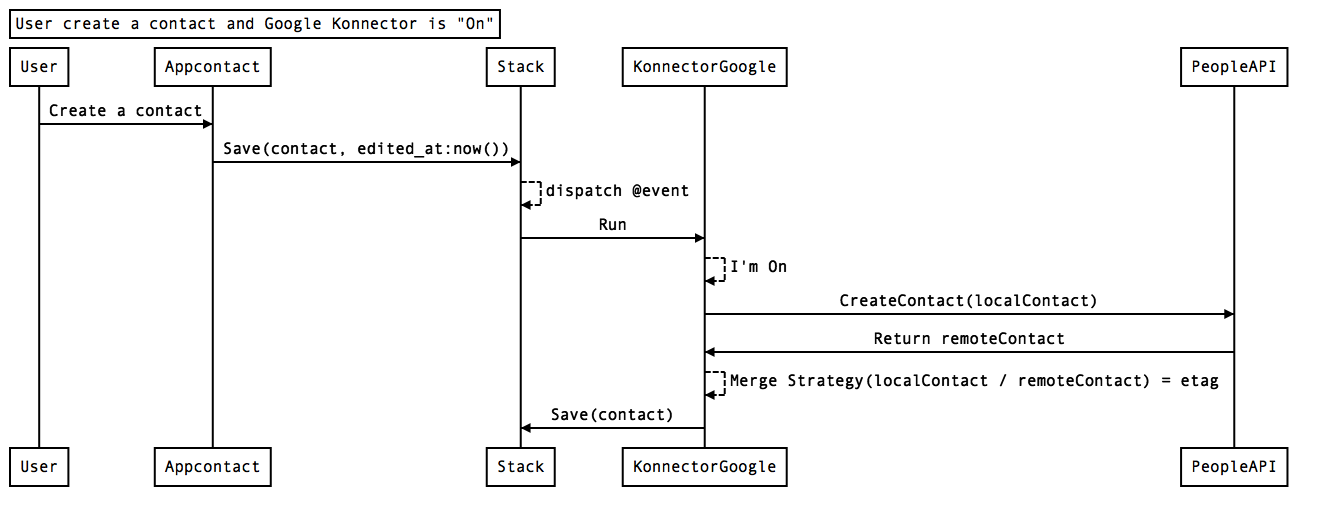 User create a contact and Google Konnector is "On"
User Appcontact Stack KonnectorGoogle PeopleAPI
Create a contact
Save(contact, edited_at:now())
dispatch @event
Run
I'm On
CreateContact(localContact)
Return remoteContact
Merge Strategy(localContact / remoteContact) = etag
Save(contact)
User Appcontact Stack KonnectorGoogle PeopleAPI